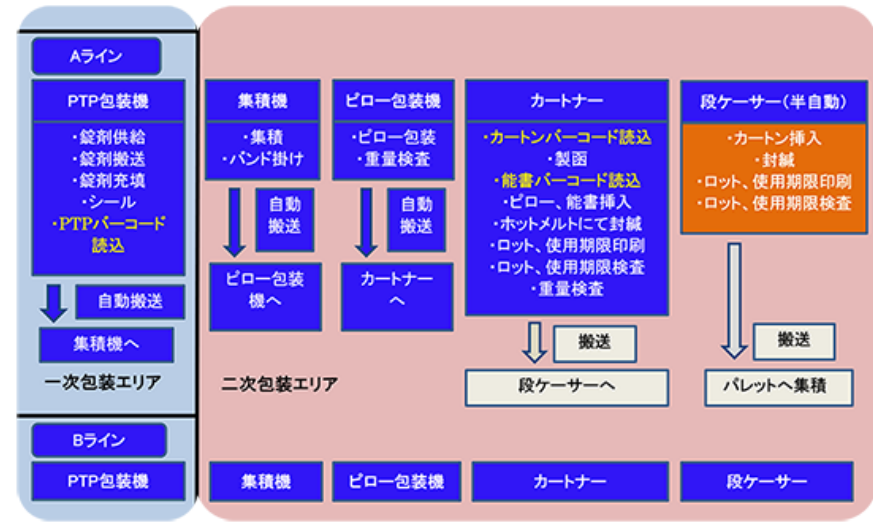 Aライン
PTP包装機
・錠剤供給
・錠剤搬送
・錠剤充填
・シール
・PTPバーコード
読込
自動搬送
集積機へ
一次包装エリア
集積機
・集積
・バンド掛け
自動
搬送
ピロー包装
機へ
ピロー包装機
・ピロー包装
・重量検査
自動
搬送
カートナー
へ
カートナー
・カートンバーコード読込
・製函
・能書バーコード読込
・ピロー、能書挿入
・ホットメルトにて封緘
・ロット、使用期限印刷
・ロット、使用期限検査
・重量検査
搬送
段ケーサーへ
段ケーサー(半自動)
・カートン挿入
・封緘
・ロット、使用期限印刷
・ロット、使用期限検査
搬送
パレットへ集積
二次包装エリア
Bライン
PTP包装機
集積機
ピロー包装機
カートナー
段ケーサー